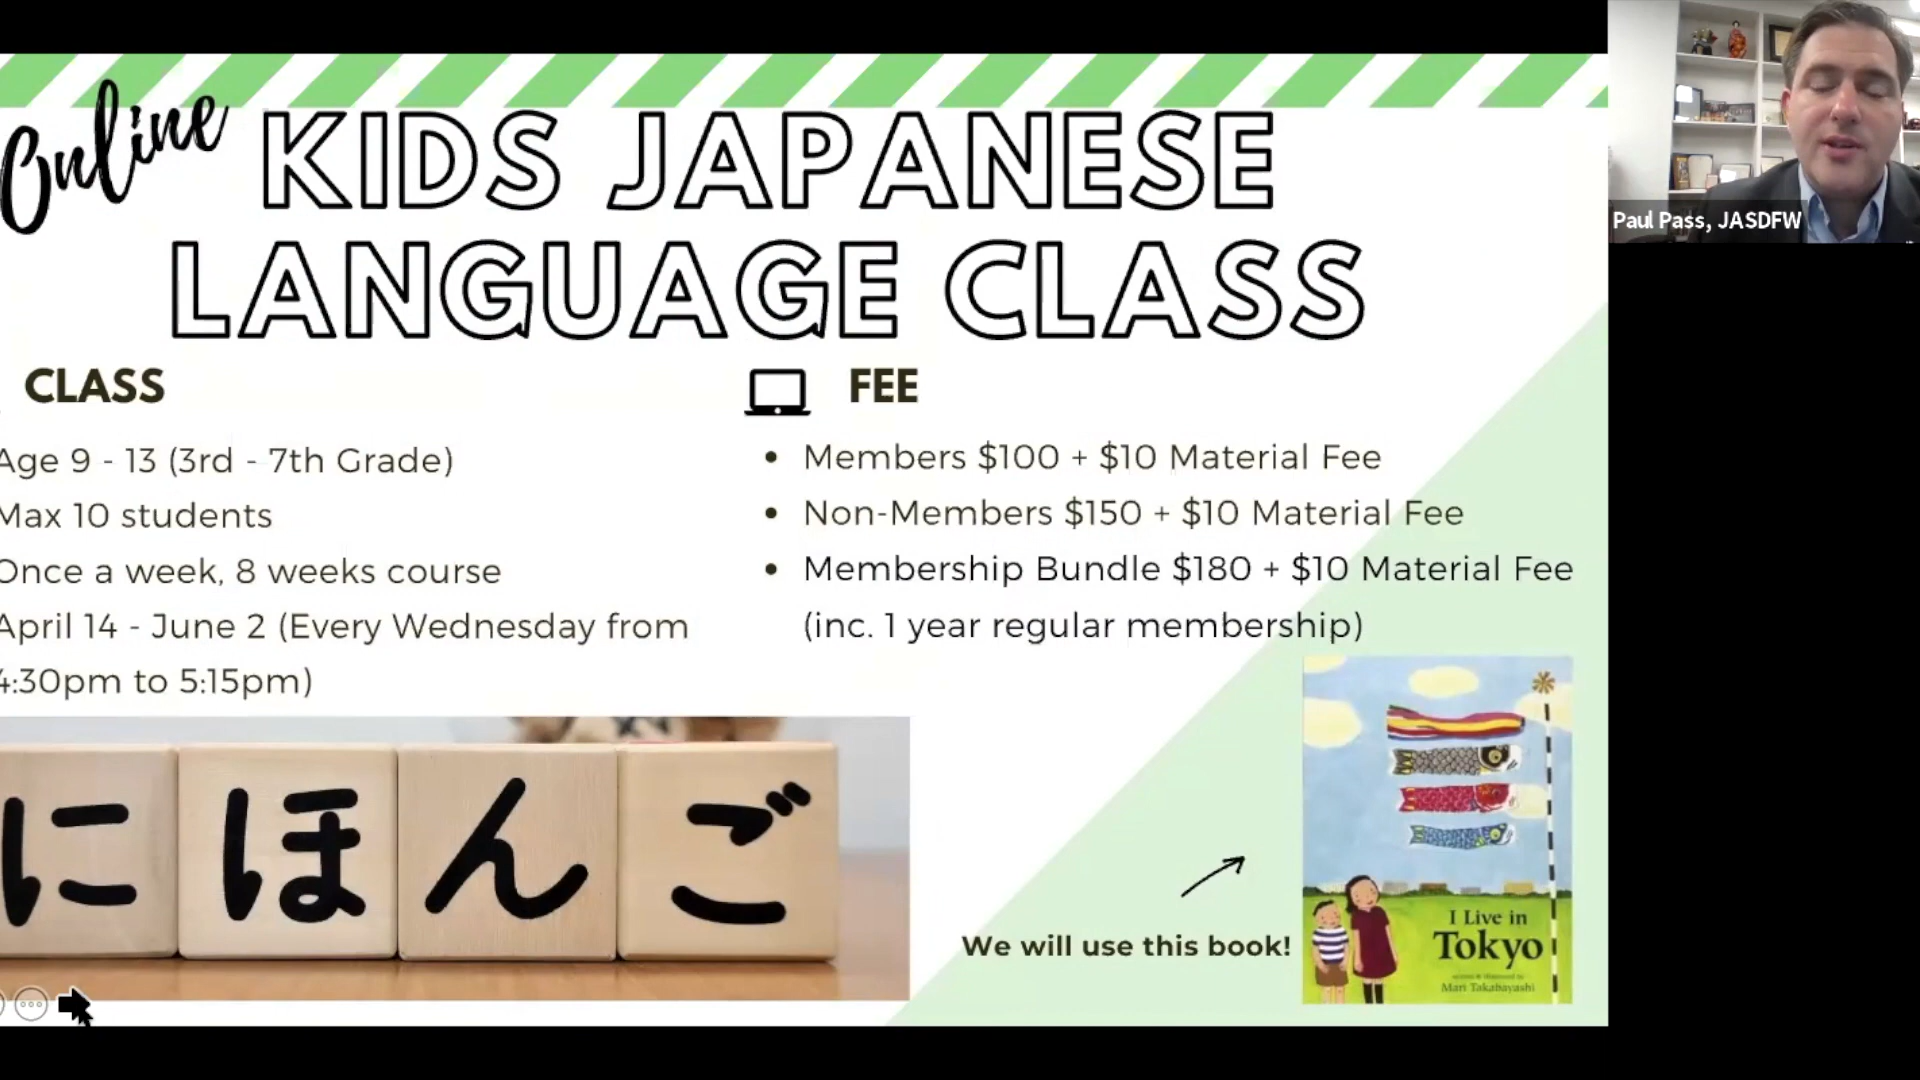 Online
KIDS JAPANESE
LANGUAGE CLASS
Paul Pass, JASDFW
CLASS
Age 9 - 13 (3rd - 7th Grade)
Max 10 students
Once a week, 8 weeks course
April 14 - June 2 (Every Wednesday from
4:30pm to 5:15pm)
FEE
• Members $100 + $10 Material Fee
• Non-Members $150 + $10 Material Fee
• Membership Bundle $180 + $10 Material Fee
(inc. 1 year regular membership)
にほんご
We will use this book!
I Live in
Tokyo
written & illustrated by
Mari Takabayashi